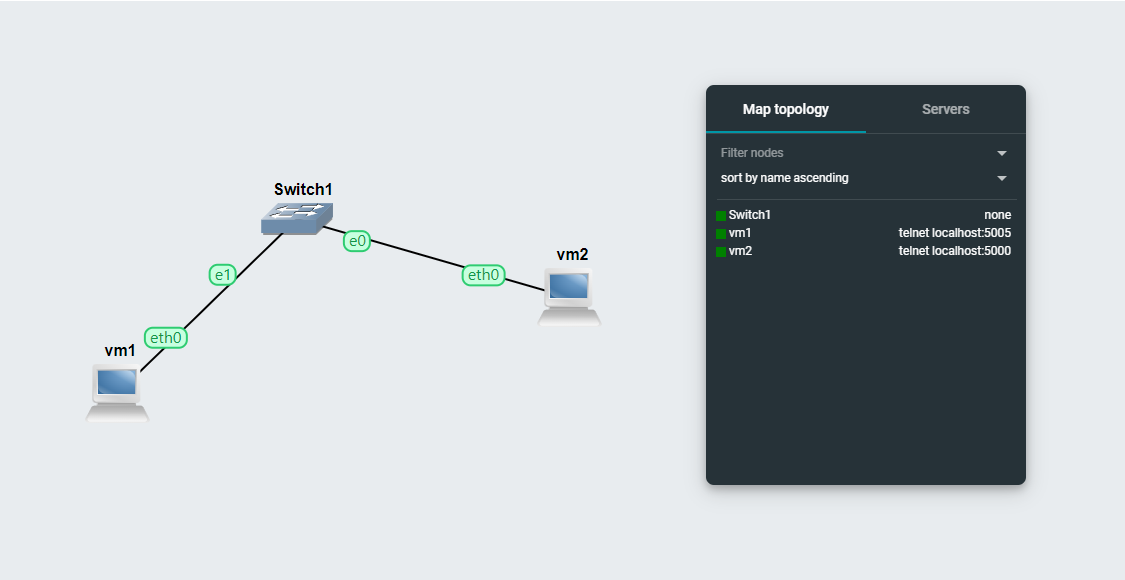 Switch1
e0
e1
eth0
vm2
eth0
vm1
Map topology
Servers
Filter nodes
sort by name ascending
Switch1 none
vm1 telnet localhost:5005
vm2 telnet localhost:5000